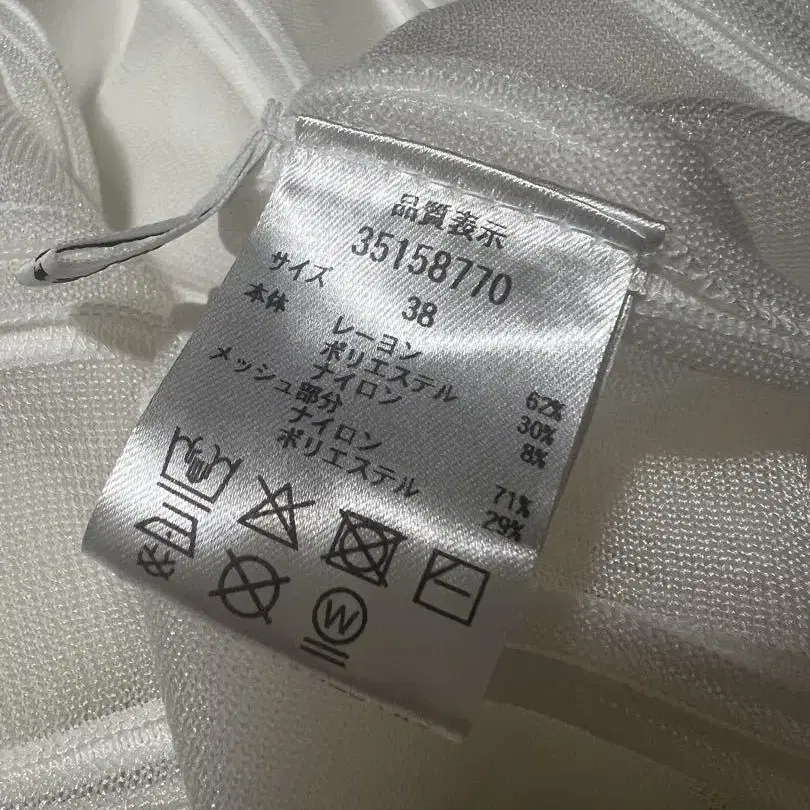 品質表示
35158770
サイズ 38
本体
レーヨン 62%
ポリエステル 30%
ナイロン 8%
メッシュ部分
ナイロン 71%
ポリエステル 29%
W